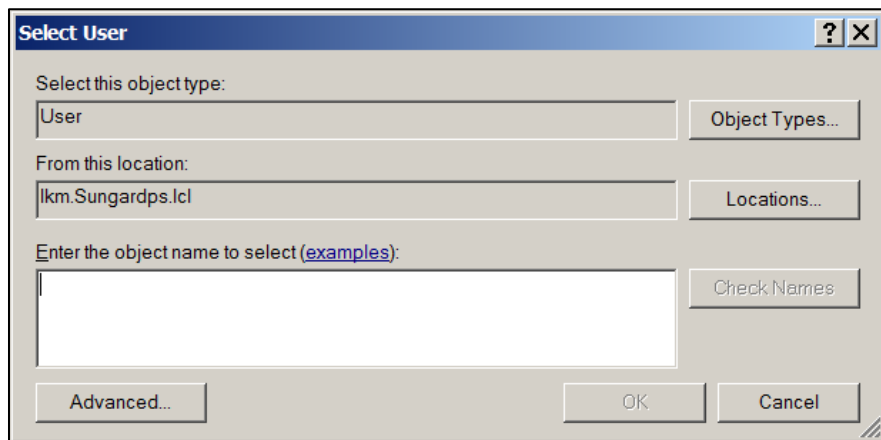 Select User
Select this object type:
User
Object Types...
From this location:
lkm.Sungardps.lcl
Locations...
Enter the object name to select (examples):
Check Names
Advanced...
OK
Cancel